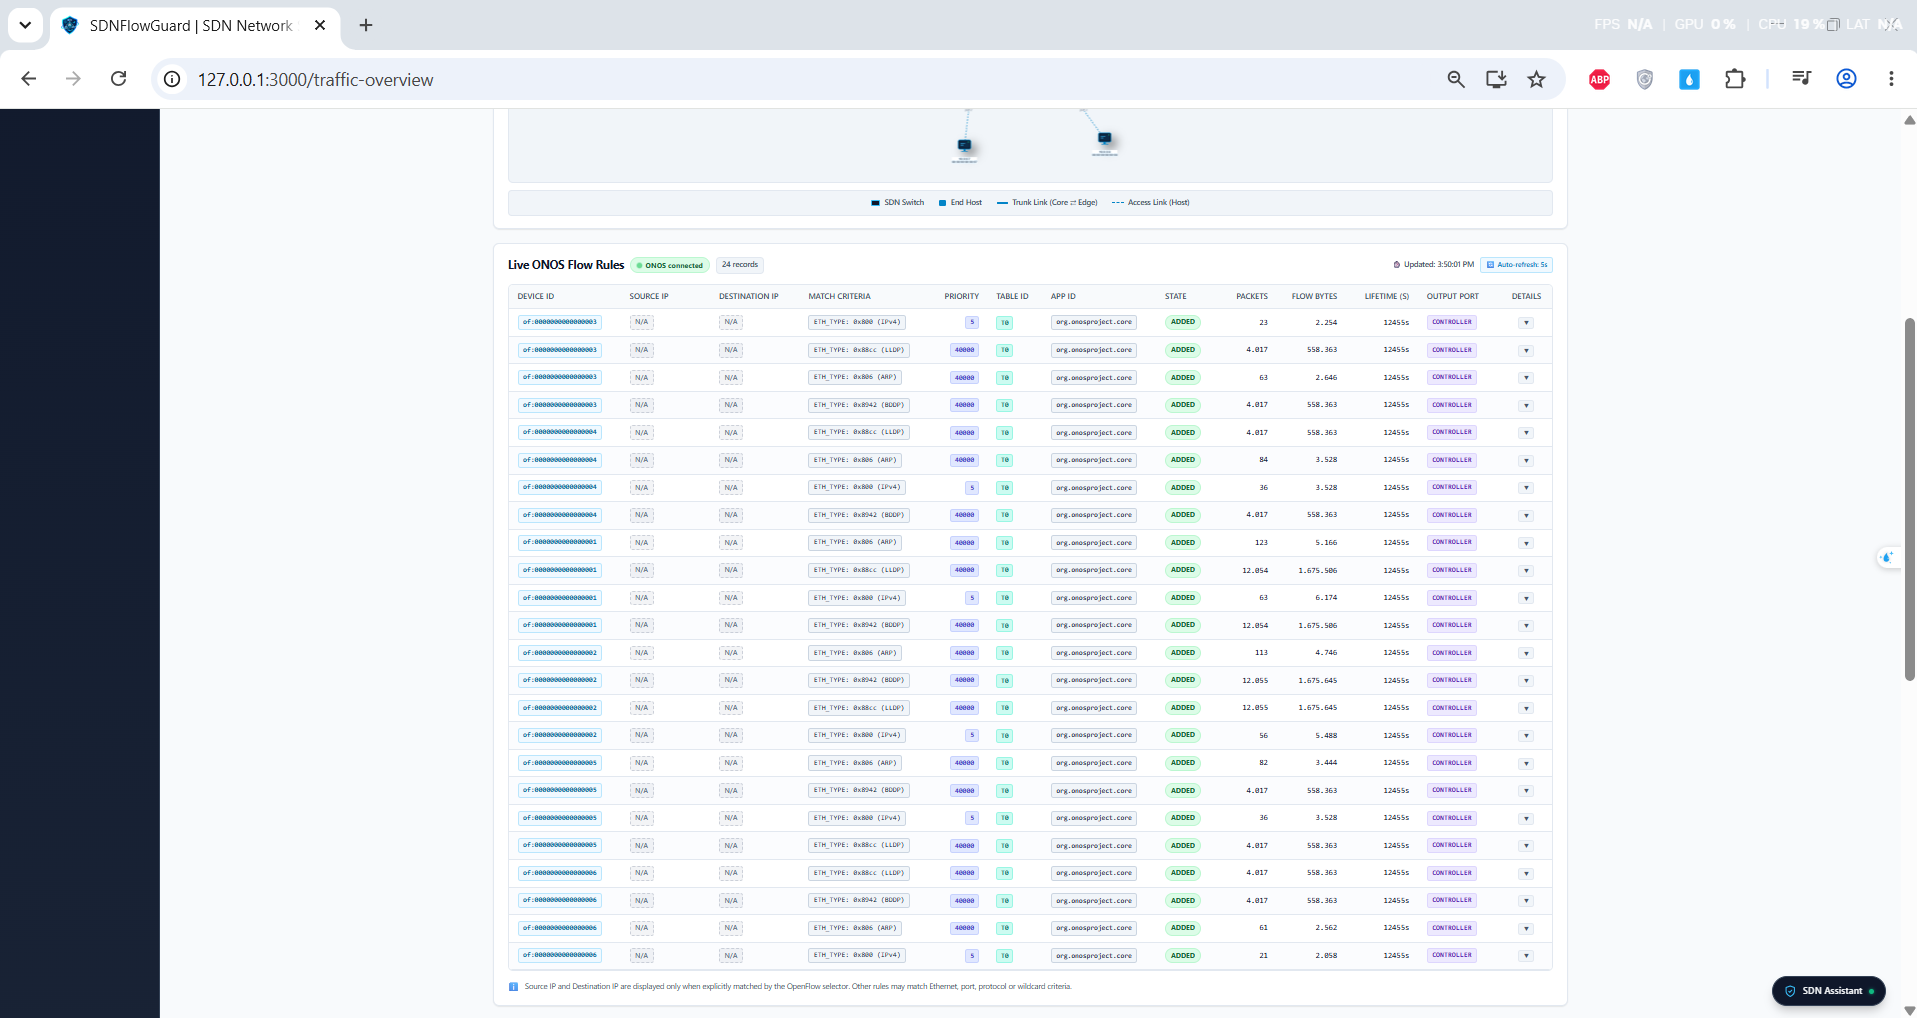 SDNFlowGuard | SDN Network
FPS N/A | GPU 0 % | CPU 19 % LAT N/A
127.0.0.1:3000/traffic-overview
ABP
SDN Switch End Host Trunk Link (Core ⇄ Edge) Access Link (Host)
Live ONOS Flow Rules ONOS connected 24 records Updated: 3:50:01 PM Auto-refresh: 5s
DEVICE ID SOURCE IP DESTINATION IP MATCH CRITERIA PRIORITY TABLE ID APP ID STATE PACKETS FLOW BYTES LIFETIME (S) OUTPUT PORT DETAILS
of:0000000000000003 N/A N/A ETH_TYPE: 0x800 (IPv4) 5 T0 org.onosproject.core ADDED 23 2.254 12455s CONTROLLER ▼
of:0000000000000003 N/A N/A ETH_TYPE: 0x88cc (LLDP) 40000 T0 org.onosproject.core ADDED 4.017 558.363 12455s CONTROLLER ▼
of:0000000000000003 N/A N/A ETH_TYPE: 0x806 (ARP) 40000 T0 org.onosproject.core ADDED 63 2.646 12455s CONTROLLER ▼
of:0000000000000003 N/A N/A ETH_TYPE: 0x8942 (BDDP) 40000 T0 org.onosproject.core ADDED 4.017 558.363 12455s CONTROLLER ▼
of:0000000000000004 N/A N/A ETH_TYPE: 0x88cc (LLDP) 40000 T0 org.onosproject.core ADDED 4.017 558.363 12455s CONTROLLER ▼
of:0000000000000004 N/A N/A ETH_TYPE: 0x806 (ARP) 40000 T0 org.onosproject.core ADDED 84 3.528 12455s CONTROLLER ▼
of:0000000000000004 N/A N/A ETH_TYPE: 0x800 (IPv4) 5 T0 org.onosproject.core ADDED 36 3.528 12455s CONTROLLER ▼
of:0000000000000004 N/A N/A ETH_TYPE: 0x8942 (BDDP) 40000 T0 org.onosproject.core ADDED 4.017 558.363 12455s CONTROLLER ▼
of:0000000000000001 N/A N/A ETH_TYPE: 0x806 (ARP) 40000 T0 org.onosproject.core ADDED 123 5.166 12455s CONTROLLER ▼
of:0000000000000001 N/A N/A ETH_TYPE: 0x88cc (LLDP) 40000 T0 org.onosproject.core ADDED 12.054 1.675.506 12455s CONTROLLER ▼
of:0000000000000001 N/A N/A ETH_TYPE: 0x800 (IPv4) 5 T0 org.onosproject.core ADDED 63 6.174 12455s CONTROLLER ▼
of:0000000000000001 N/A N/A ETH_TYPE: 0x8942 (BDDP) 40000 T0 org.onosproject.core ADDED 12.054 1.675.506 12455s CONTROLLER ▼
of:0000000000000002 N/A N/A ETH_TYPE: 0x806 (ARP) 40000 T0 org.onosproject.core ADDED 113 4.746 12455s CONTROLLER ▼
of:0000000000000002 N/A N/A ETH_TYPE: 0x8942 (BDDP) 40000 T0 org.onosproject.core ADDED 12.055 1.675.645 12455s CONTROLLER ▼
of:0000000000000002 N/A N/A ETH_TYPE: 0x88cc (LLDP) 40000 T0 org.onosproject.core ADDED 12.055 1.675.645 12455s CONTROLLER ▼
of:0000000000000002 N/A N/A ETH_TYPE: 0x800 (IPv4) 5 T0 org.onosproject.core ADDED 56 5.488 12455s CONTROLLER ▼
of:0000000000000005 N/A N/A ETH_TYPE: 0x806 (ARP) 40000 T0 org.onosproject.core ADDED 82 3.444 12455s CONTROLLER ▼
of:0000000000000005 N/A N/A ETH_TYPE: 0x8942 (BDDP) 40000 T0 org.onosproject.core ADDED 4.017 558.363 12455s CONTROLLER ▼
of:0000000000000005 N/A N/A ETH_TYPE: 0x800 (IPv4) 5 T0 org.onosproject.core ADDED 36 3.528 12455s CONTROLLER ▼
of:0000000000000005 N/A N/A ETH_TYPE: 0x88cc (LLDP) 40000 T0 org.onosproject.core ADDED 4.017 558.363 12455s CONTROLLER ▼
of:0000000000000006 N/A N/A ETH_TYPE: 0x88cc (LLDP) 40000 T0 org.onosproject.core ADDED 4.017 558.363 12455s CONTROLLER ▼
of:0000000000000006 N/A N/A ETH_TYPE: 0x8942 (BDDP) 40000 T0 org.onosproject.core ADDED 4.017 558.363 12455s CONTROLLER ▼
of:0000000000000006 N/A N/A ETH_TYPE: 0x806 (ARP) 40000 T0 org.onosproject.core ADDED 61 2.562 12455s CONTROLLER ▼
of:0000000000000006 N/A N/A ETH_TYPE: 0x800 (IPv4) 5 T0 org.onosproject.core ADDED 21 2.058 12455s CONTROLLER ▼
Source IP and Destination IP are displayed only when explicitly matched by the OpenFlow selector. Other rules may match Ethernet, port, protocol or wildcard criteria.
SDN Assistant